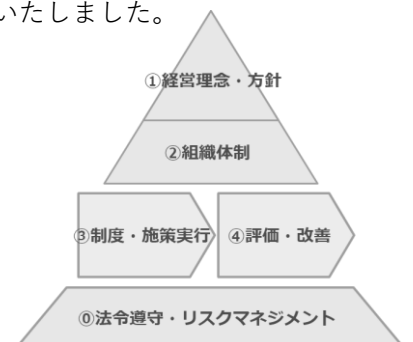 いたしました。
①経営理念・方針
②組織体制
③制度・施策実行
④評価・改善
⓪法令遵守・リスクマネジメント